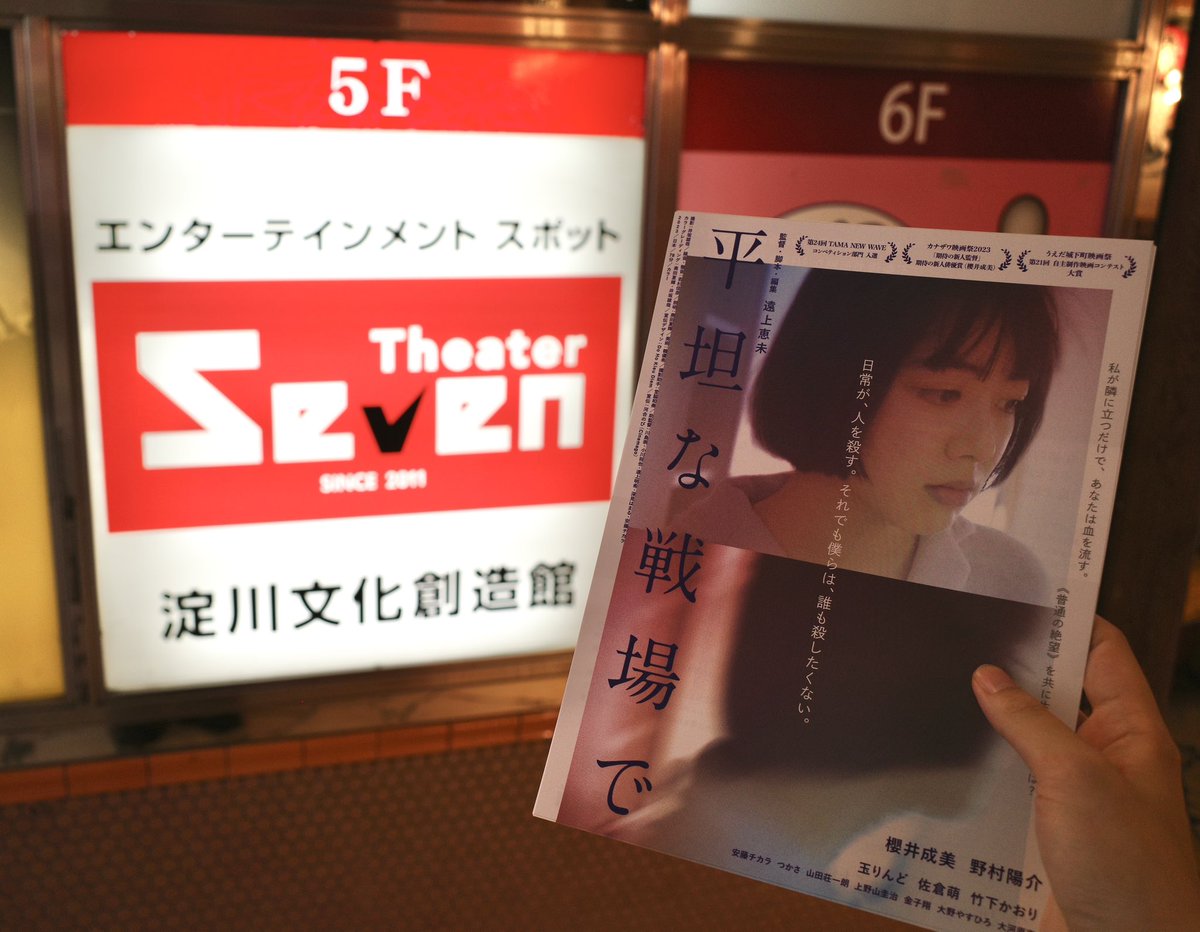 5F
エンターテインメント スポット
Theater
Seven
SINCE 2011
淀川文化創造館
6F
第24回 TAMA NEW WAVE
コンペティション部門 入選
カナザワ映画祭2023
「期待の新人監督」
期待の新人俳優賞(櫻井成美)
うえだ城下町映画祭
第21回 自主制作映画コンテスト
大賞
平坦な戦場で
監督・脚本・編集 遠上恵未
私が隣に立つだけで、あなたは血を流す。
日常が、人を殺す。それでも僕らは、誰も殺したくない。
《普通の絶望》を共に
は？
櫻井成美 野村陽介
玉りんど 佐倉萌 竹下かおり
安藤チカラ つかさ 山田荘一朗 上野山圭治 金子翔 大野やすひろ